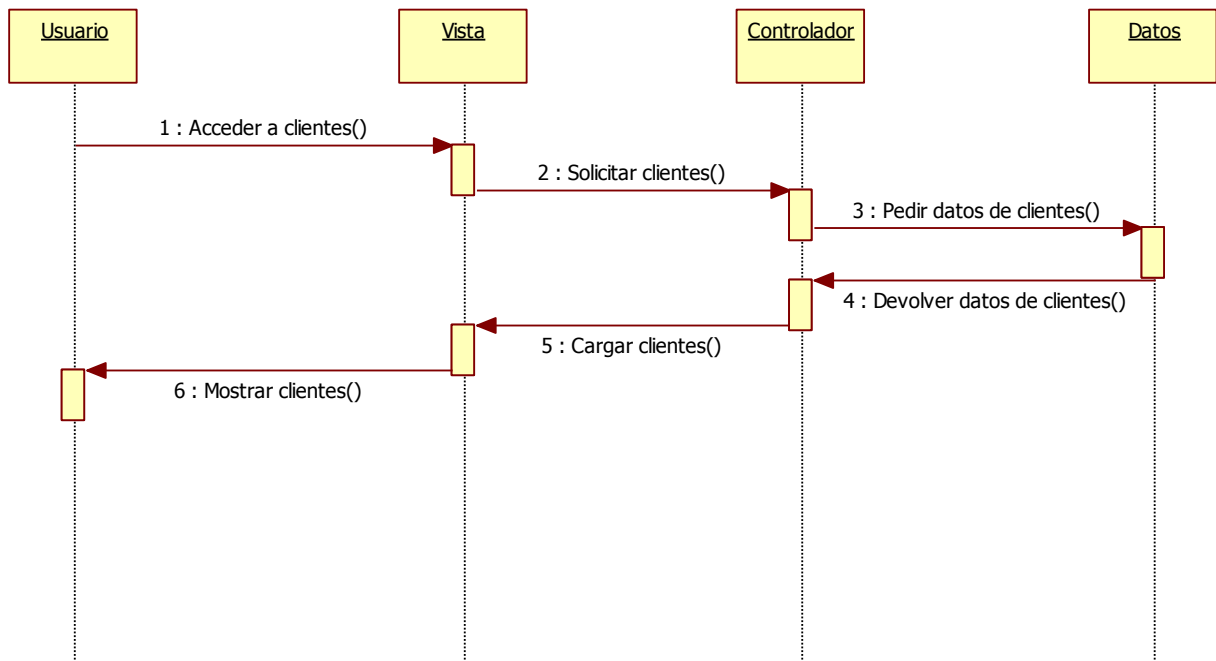 Usuario
Vista
Controlador
Datos
1 : Acceder a clientes()
2 : Solicitar clientes()
3 : Pedir datos de clientes()
4 : Devolver datos de clientes()
5 : Cargar clientes()
6 : Mostrar clientes()